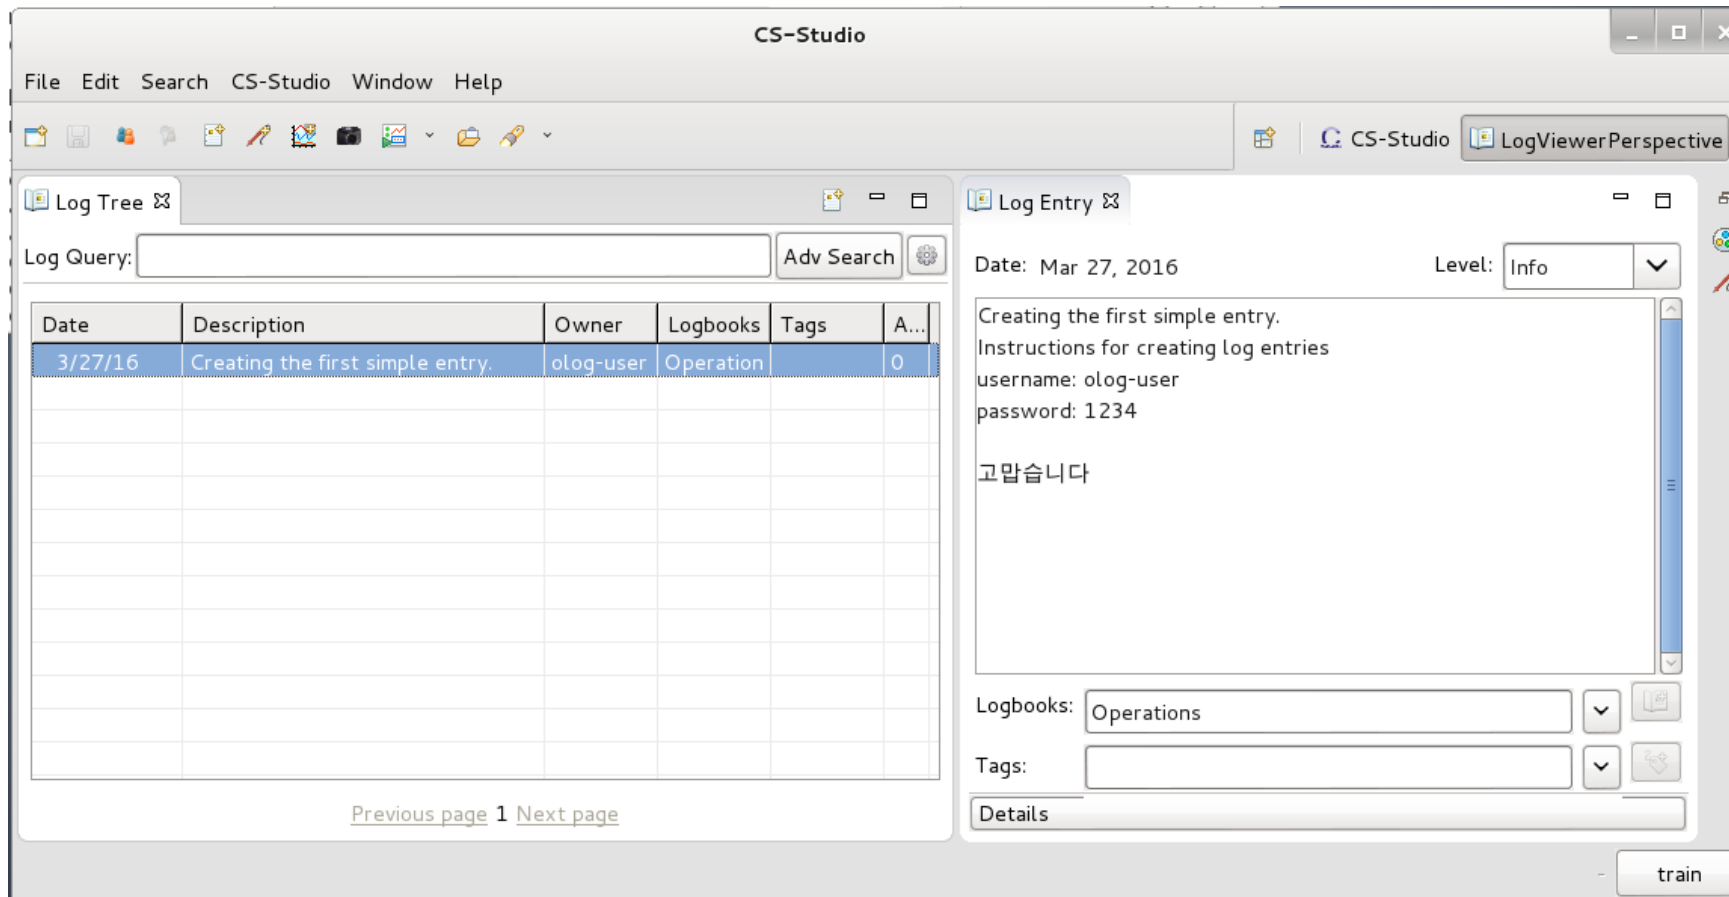 CS-Studio
File Edit Search CS-Studio Window Help
CS-Studio LogViewerPerspective
Log Tree
Log Query: Adv Search
Date Description Owner Logbooks Tags A...
3/27/16 Creating the first simple entry. olog-user Operation 0
Previous page 1 Next page
Log Entry
Date: Mar 27, 2016 Level: Info
Creating the first simple entry.
Instructions for creating log entries
username: olog-user
password: 1234
고맙습니다
Logbooks: Operations
Tags:
Details
train